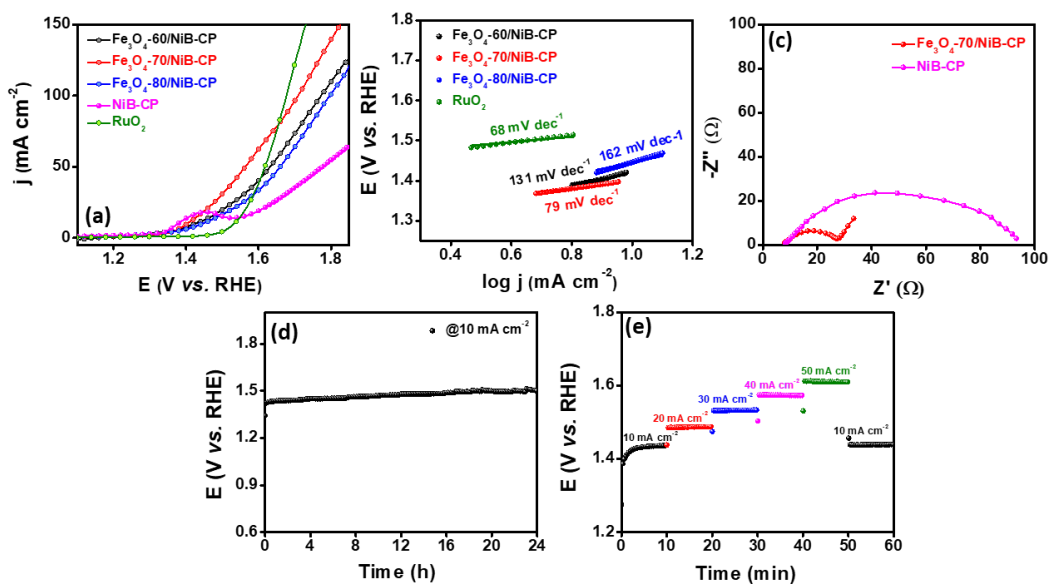 (a)
Fe₃O₄-60/NiB-CP
Fe₃O₄-70/NiB-CP
Fe₃O₄-80/NiB-CP
NiB-CP
RuO₂
j (mA cm⁻²)
150
100
50
0
1.2
1.4
1.6
1.8
E (V vs. RHE)
(b)
Fe₃O₄-60/NiB-CP
Fe₃O₄-70/NiB-CP
Fe₃O₄-80/NiB-CP
RuO₂
68 mV dec⁻¹
131 mV dec⁻¹
162 mV dec-1
79 mV dec⁻¹
E (V vs. RHE)
1.8
1.7
1.6
1.5
1.4
1.3
0.4
0.6
0.8
1.0
1.2
log j (mA cm⁻²)
(c)
Fe₃O₄-70/NiB-CP
NiB-CP
-Z" (Ω)
100
80
60
40
20
0
0
20
40
60
80
100
Z' (Ω)
(d)
@10 mA cm⁻²
E (V vs. RHE)
1.8
1.5
1.2
0.9
0.6
0
4
8
12
16
20
24
Time (h)
(e)
10 mA cm⁻²
20 mA cm⁻²
30 mA cm⁻²
40 mA cm⁻²
50 mA cm⁻²
10 mA cm⁻²
E (V vs. RHE)
1.8
1.6
1.4
1.2
0
10
20
30
40
50
60
Time (min)